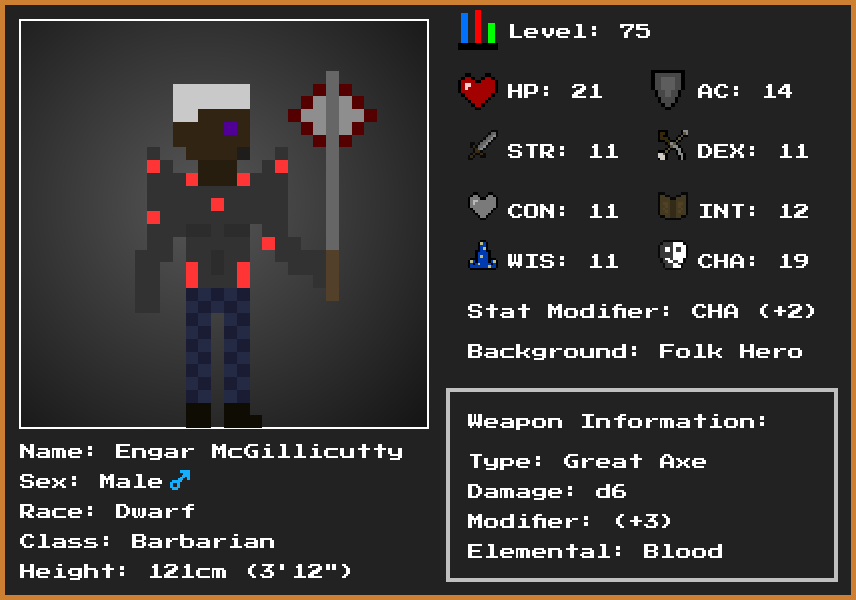 Level: 75
HP: 21
AC: 14
STR: 11
DEX: 11
CON: 11
INT: 12
WIS: 11
CHA: 19
Stat Modifier: CHA (+2)
Background: Folk Hero
Weapon Information:
Type: Great Axe
Damage: d6
Modifier: (+3)
Elemental: Blood
Name: Engar McGillicutty
Sex: Male ♂
Race: Dwarf
Class: Barbarian
Height: 121cm (3'12")